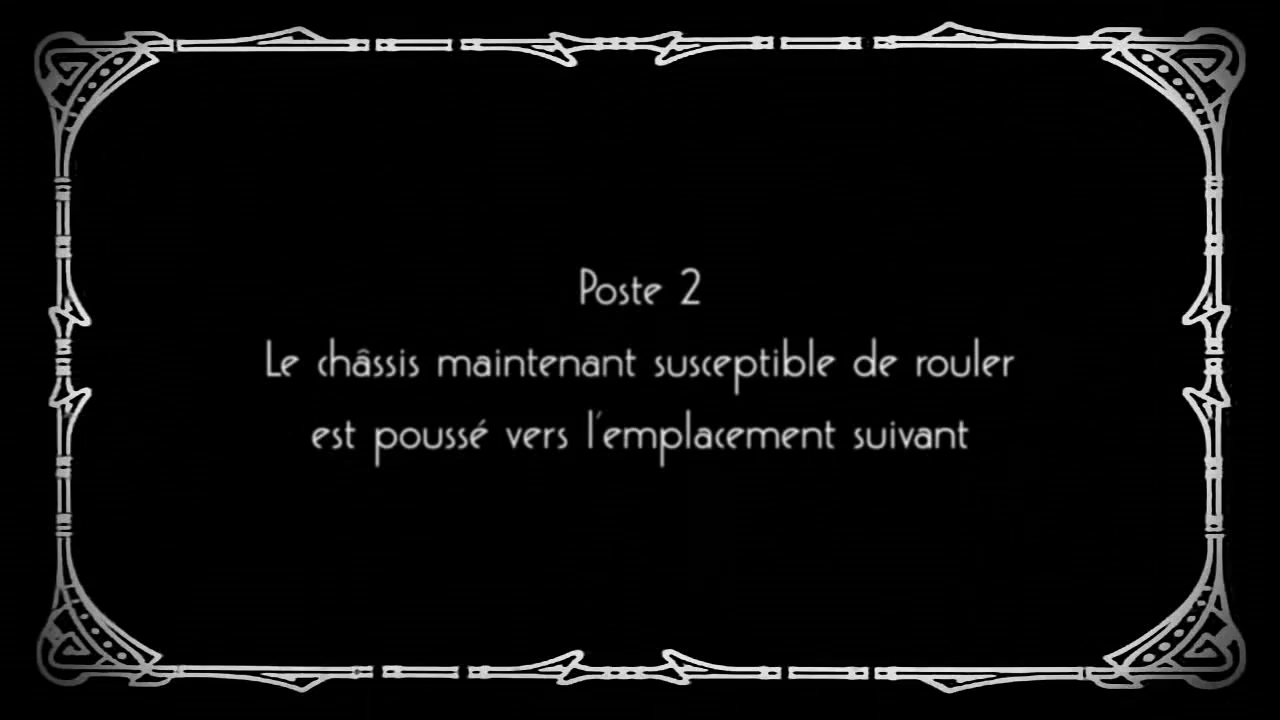 Poste 2
Le châssis maintenant susceptible de rouler
est poussé vers l'emplacement suivant